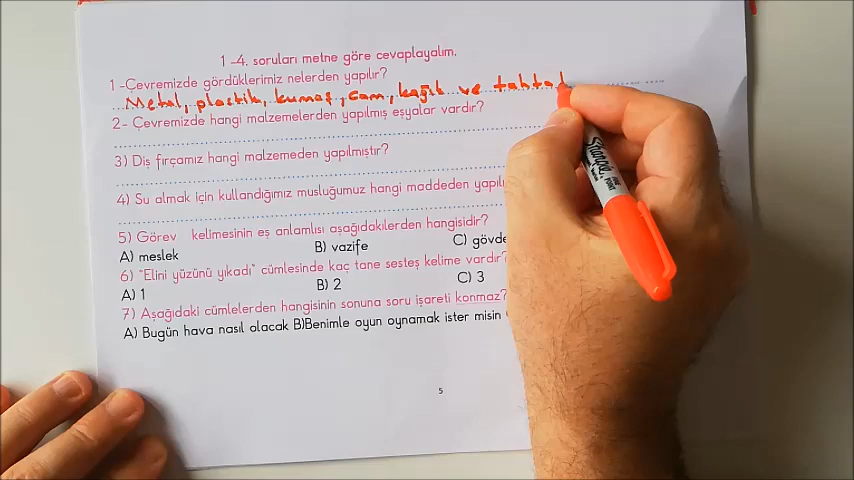 1 -4. soruları metne göre cevaplayalım.
1 -Çevremizde gördüklerimiz nelerden yapılır?
Metal, plastik, kumaş, cam, kağıt ve tahtad
2- Çevremizde hangi malzemelerden yapılmış eşyalar vardır?
3) Diş fırçamız hangi malzemeden yapılmıştır?
4) Su almak için kullandığımız musluğumuz hangi maddeden
5) Görev kelimesinin eş anlamlısı aşağıdakilerden hangisidir?
A) meslek B) vazife C) gövde
6) "Elini yüzünü yıkadı" cümlesinde kaç tane sesteş kelime vardır?
A) 1 B) 2 C) 3
7) Aşağıdaki cümlelerden hangisinin sonuna soru işareti konmaz?
A) Bugün hava nasıl olacak B)Benimle oyun oynamak ister misin
5
Sharpie